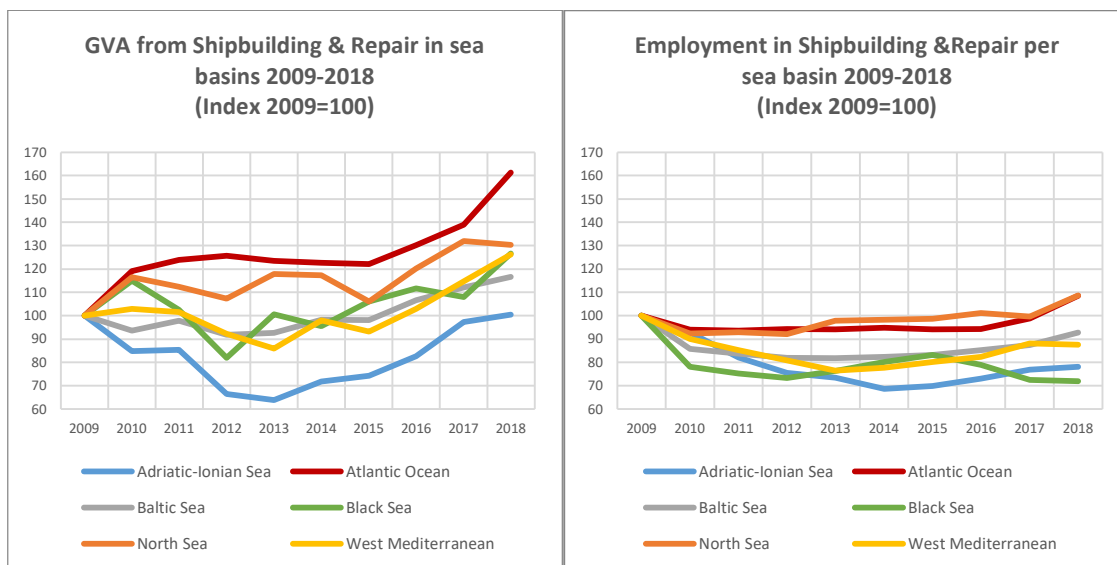 GVA from Shipbuilding & Repair in sea
basins 2009-2018
(Index 2009=100)
170
160
150
140
130
120
110
100
90
80
70
60
2009 2010 2011 2012 2013 2014 2015 2016 2017 2018
Adriatic-Ionian Sea Atlantic Ocean
Baltic Sea Black Sea
North Sea West Mediterranean
Employment in Shipbuilding &Repair per
sea basin 2009-2018
(Index 2009=100)
170
160
150
140
130
120
110
100
90
80
70
60
2009 2010 2011 2012 2013 2014 2015 2016 2017 2018
Adriatic-Ionian Sea Atlantic Ocean
Baltic Sea Black Sea
North Sea West Mediterranean